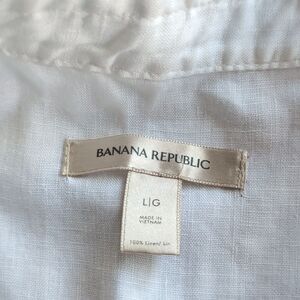 BANANA REPUBLIC
L|G
MADE IN
VIETNAM
100% Linen/ Lin